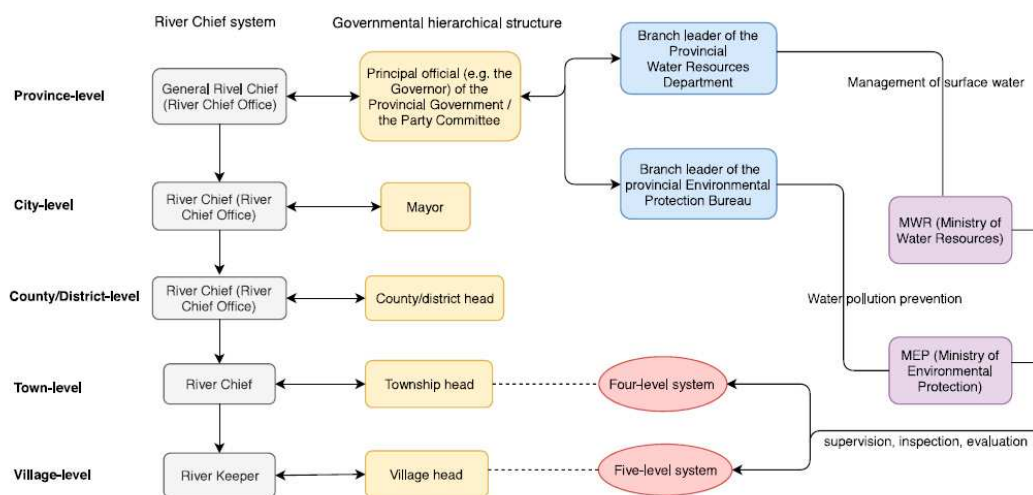 River Chief system
Governmental hierarchical structure
Branch leader of the
Provincial
Water Resources
Department
Province-level
General Rivel Chief
(River Chief Office)
Principal official (e.g. the
Governor) of the
Provincial Government /
the Party Committee
Management of surface water
Branch leader of the
provincial Environmental
Protection Bureau
City-level
River Chief (River
Chief Office)
Mayor
MWR (Ministry of
Water Resources)
County/District-level
River Chief (River
Chief Office)
County/district head
Water pollution prevention
MEP (Ministry of
Environmental
Protection)
Town-level
River Chief
Township head
Four-level system
supervision, inspection, evaluation
Village-level
River Keeper
Village head
Five-level system